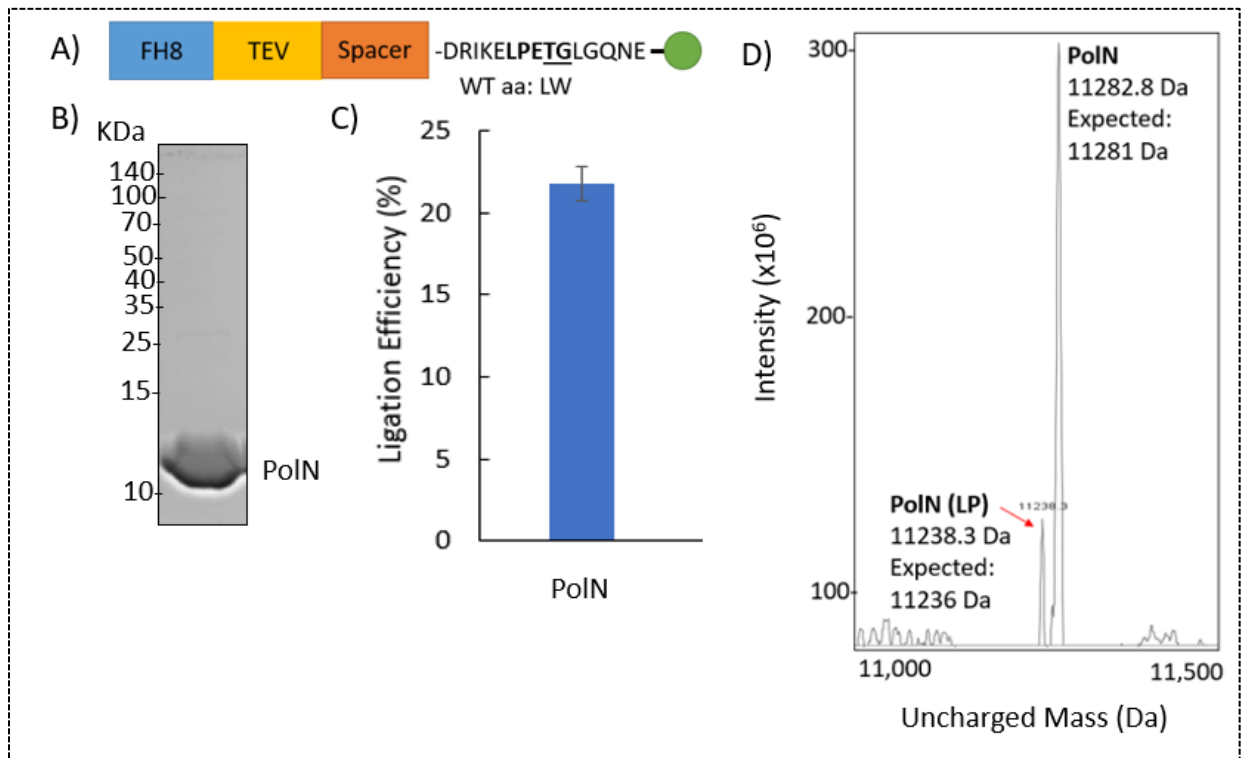 A)
FH8 TEV Spacer -DRIKELPETGLGQNE
WT aa: LW
B)
KDa
140
100
70
50
40
35
25
15
10
PolN
C)
Ligation Efficiency (%)
25
20
15
10
5
0
PolN
D)
Intensity (x10⁶)
300
200
100
PolN
11282.8 Da
Expected:
11281 Da
PolN (LP)
11238.3
11238.3 Da
Expected:
11236 Da
11,000 11,500
Uncharged Mass (Da)